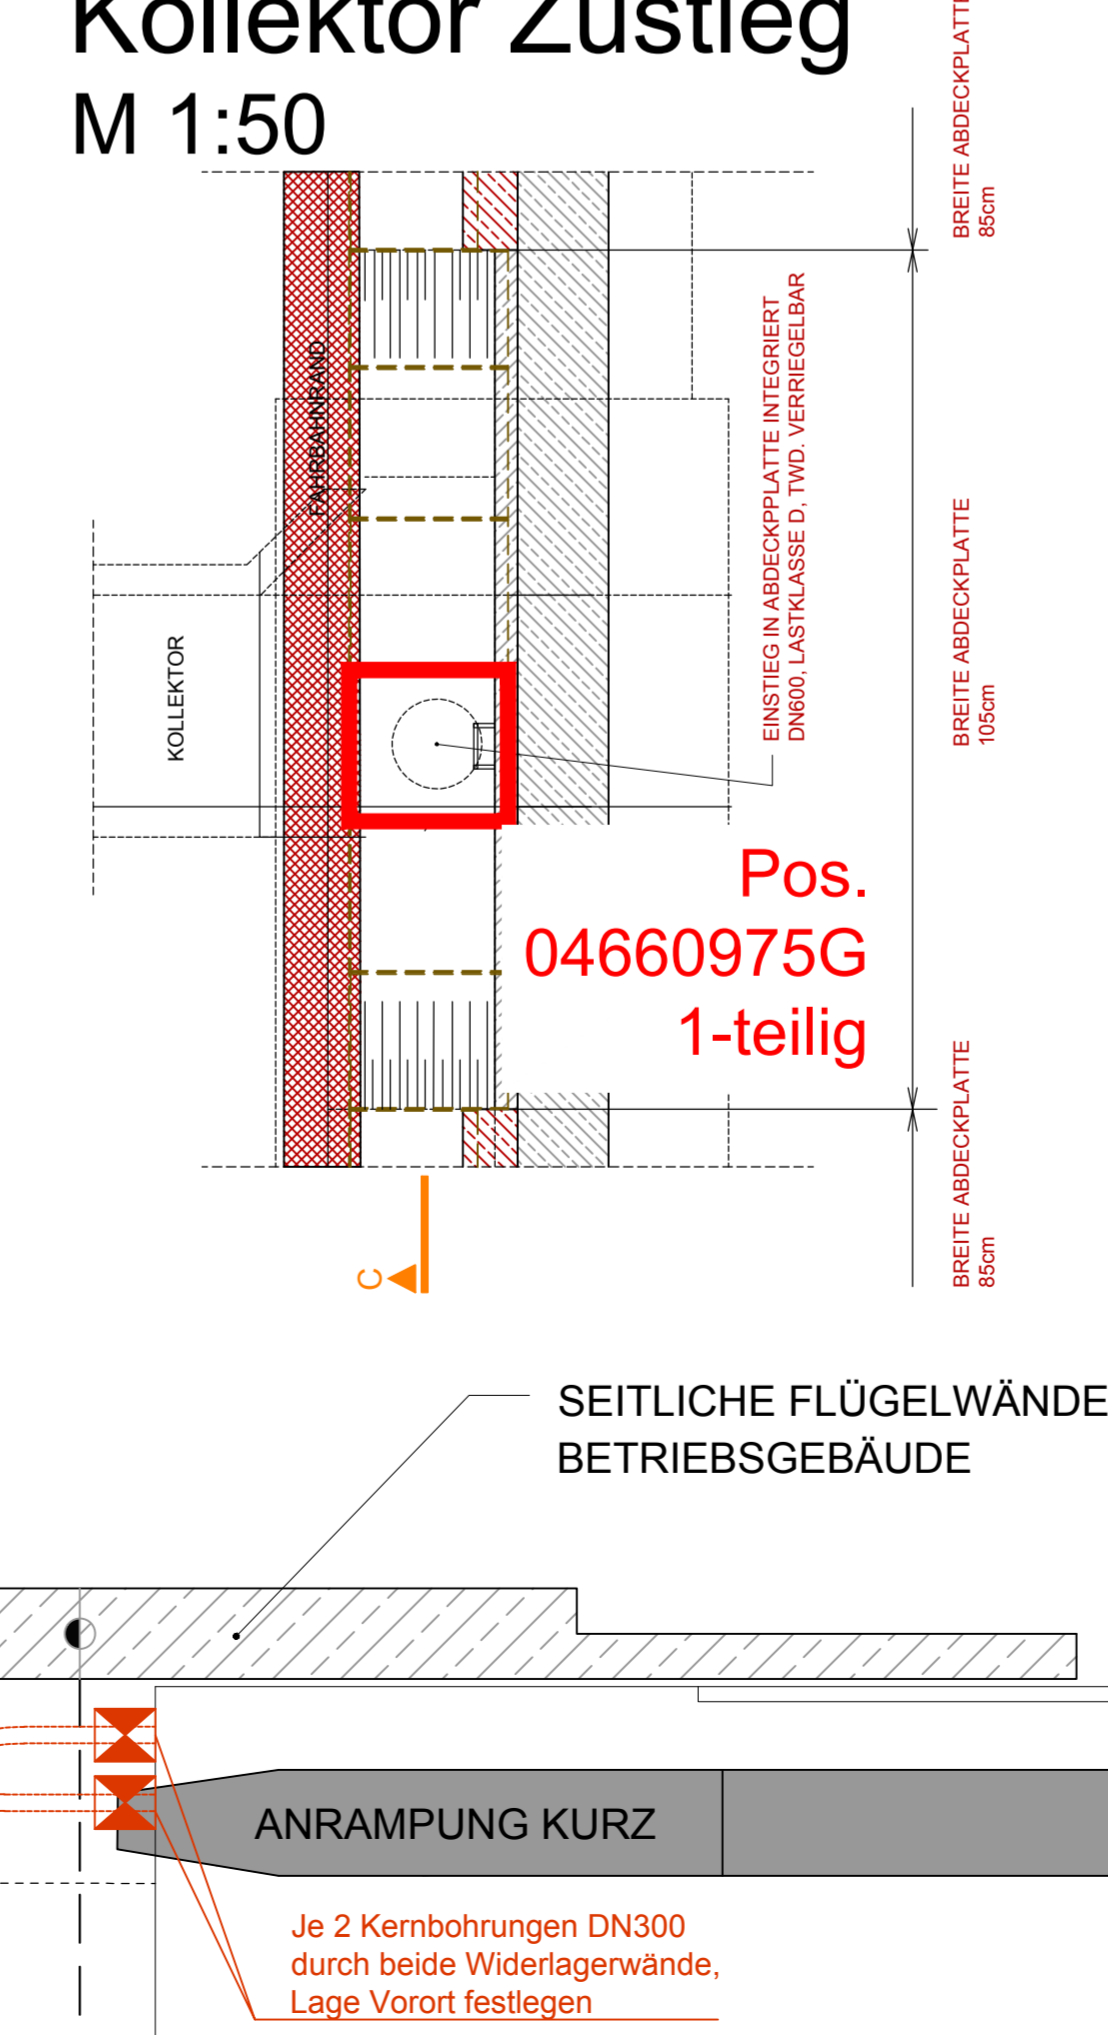 Kollektor Zustieg
M 1:50
BREITE ABDECKPLATTE
85cm
FAHRBAHNRAND
EINSTIEG IN ABDECKPPLATTE INTEGRIERT
DN600, LASTKLASSE D, TWD. VERRIEGELBAR
KOLLEKTOR
BREITE ABDECKPLATTE
105cm
Pos.
04660975G
1-teilig
BREITE ABDECKPLATTE
85cm
C
SEITLICHE FLÜGELWÄNDE
BETRIEBSGEBÄUDE
ANRAMPUNG KURZ
Je 2 Kernbohrungen DN300
durch beide Widerlagerwände,
Lage Vorort festlegen